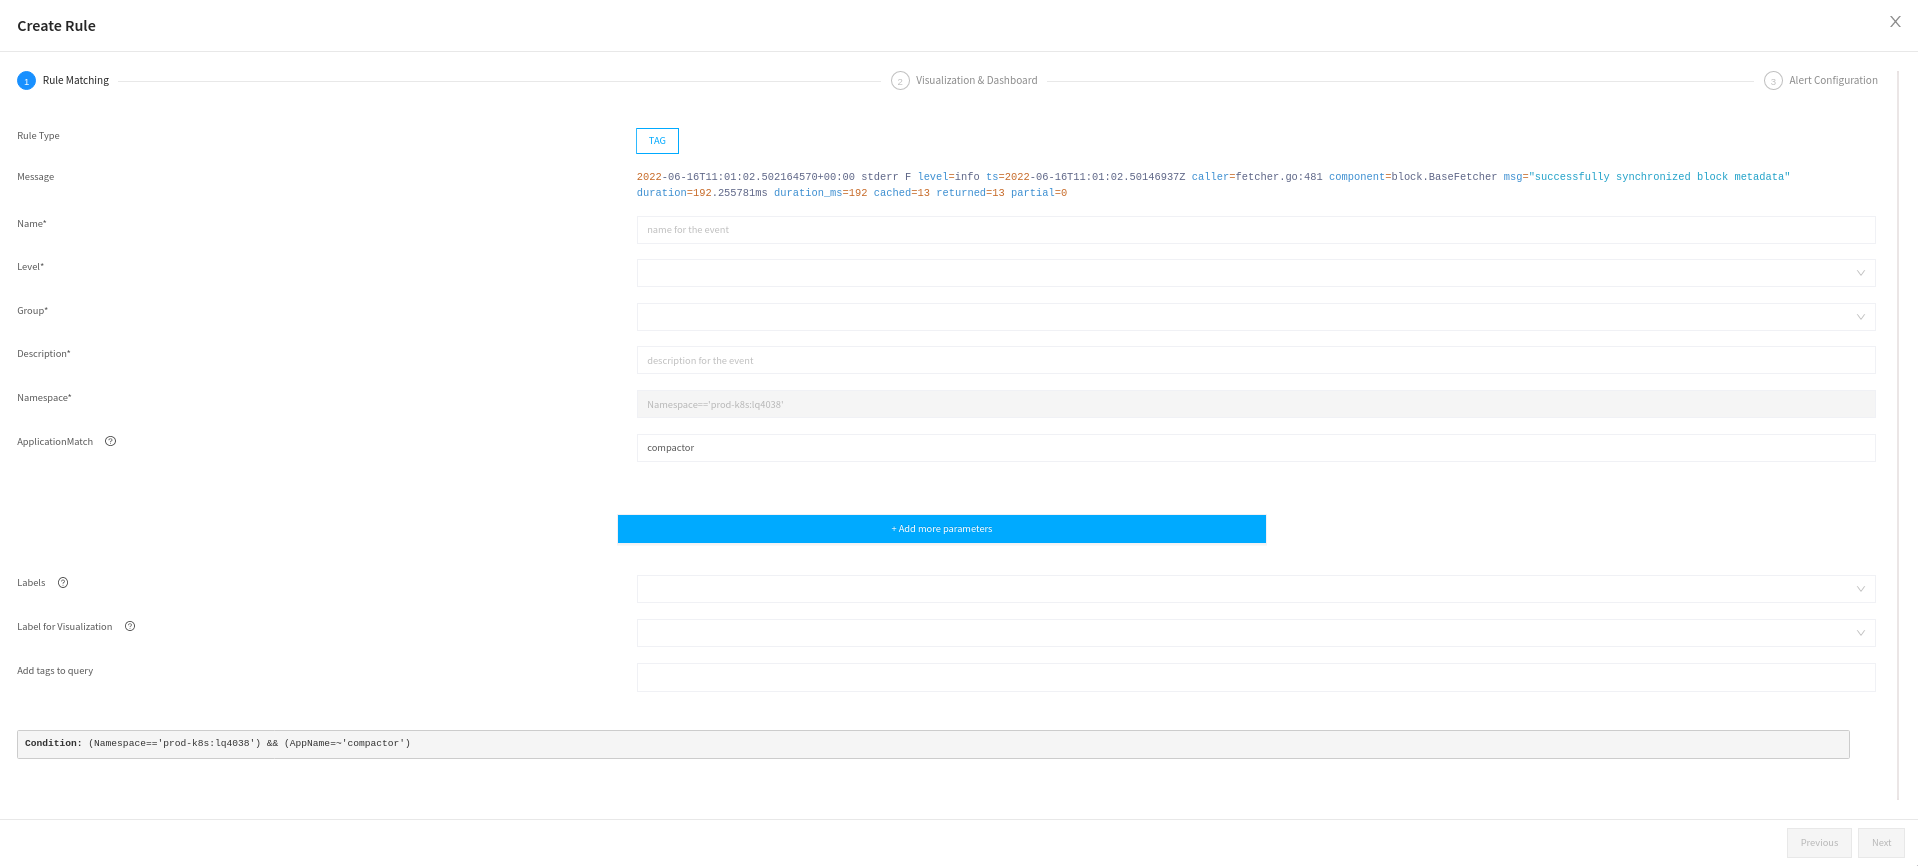 Create Rule
1 Rule Matching
2 Visualization & Dashboard
3 Alert Configuration
Rule Type
TAG
Message
2022-06-16T11:01:02.502164570+00:00 stderr F level=info ts=2022-06-16T11:01:02.50146937Z caller=fetcher.go:481 component=block.BaseFetcher msg="successfully synchronized block metadata"
duration=192.255781ms duration_ms=192 cached=13 returned=13 partial=0
Name*
name for the event
Level*
Group*
Description*
description for the event
Namespace*
Namespace=='prod-k8s:lq4038'
ApplicationMatch ?
compactor
+ Add more parameters
Labels ?
Label for Visualization ?
Add tags to query
Condition: (Namespace=='prod-k8s:lq4038') && (AppName=~'compactor')
Previous
Next